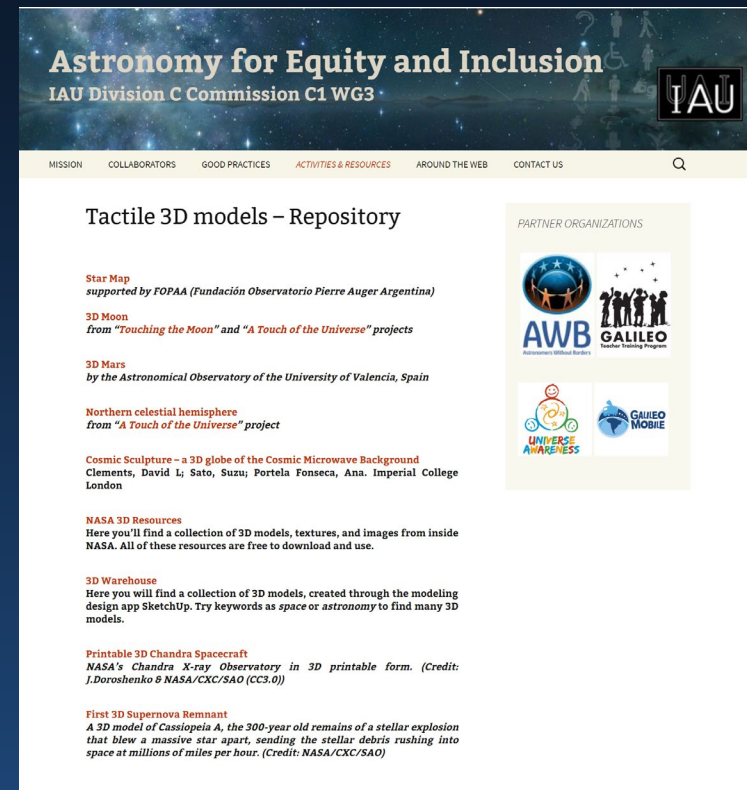 Astronomy for Equity and Inclusion
IAU Division C Commission C1 WG3
IAU
MISSION COLLABORATORS GOOD PRACTICES ACTIVITIES & RESOURCES AROUND THE WEB CONTACT US
Tactile 3D models – Repository
Star Map
supported by FOPAA (Fundación Observatorio Pierre Auger Argentina)
3D Moon
from “Touching the Moon” and “A Touch of the Universe” projects
3D Mars
by the Astronomical Observatory of the University of Valencia, Spain
Northern celestial hemisphere
from “A Touch of the Universe” project
Cosmic Sculpture – a 3D globe of the Cosmic Microwave Background
Clements, David L; Sato, Suzu; Portela Fonseca, Ana. Imperial College
London
NASA 3D Resources
Here you’ll find a collection of 3D models, textures, and images from inside
NASA. All of these resources are free to download and use.
3D Warehouse
Here you will find a collection of 3D models, created through the modeling
design app SketchUp. Try keywords as space or astronomy to find many 3D
models.
Printable 3D Chandra Spacecraft
NASA’s Chandra X-ray Observatory in 3D printable form. (Credit:
J.Doroshenko & NASA/CXC/SAO (CC3.0))
First 3D Supernova Remnant
A 3D model of Cassiopeia A, the 300-year old remains of a stellar explosion
that blew a massive star apart, sending the stellar debris rushing into
space at millions of miles per hour. (Credit: NASA/CXC/SAO)
PARTNER ORGANIZATIONS
AWB
Astronomers Without Borders
GALILEO
Teacher Training Program
UNIVERSE
AWARENESS
GALILEO
MOBILE